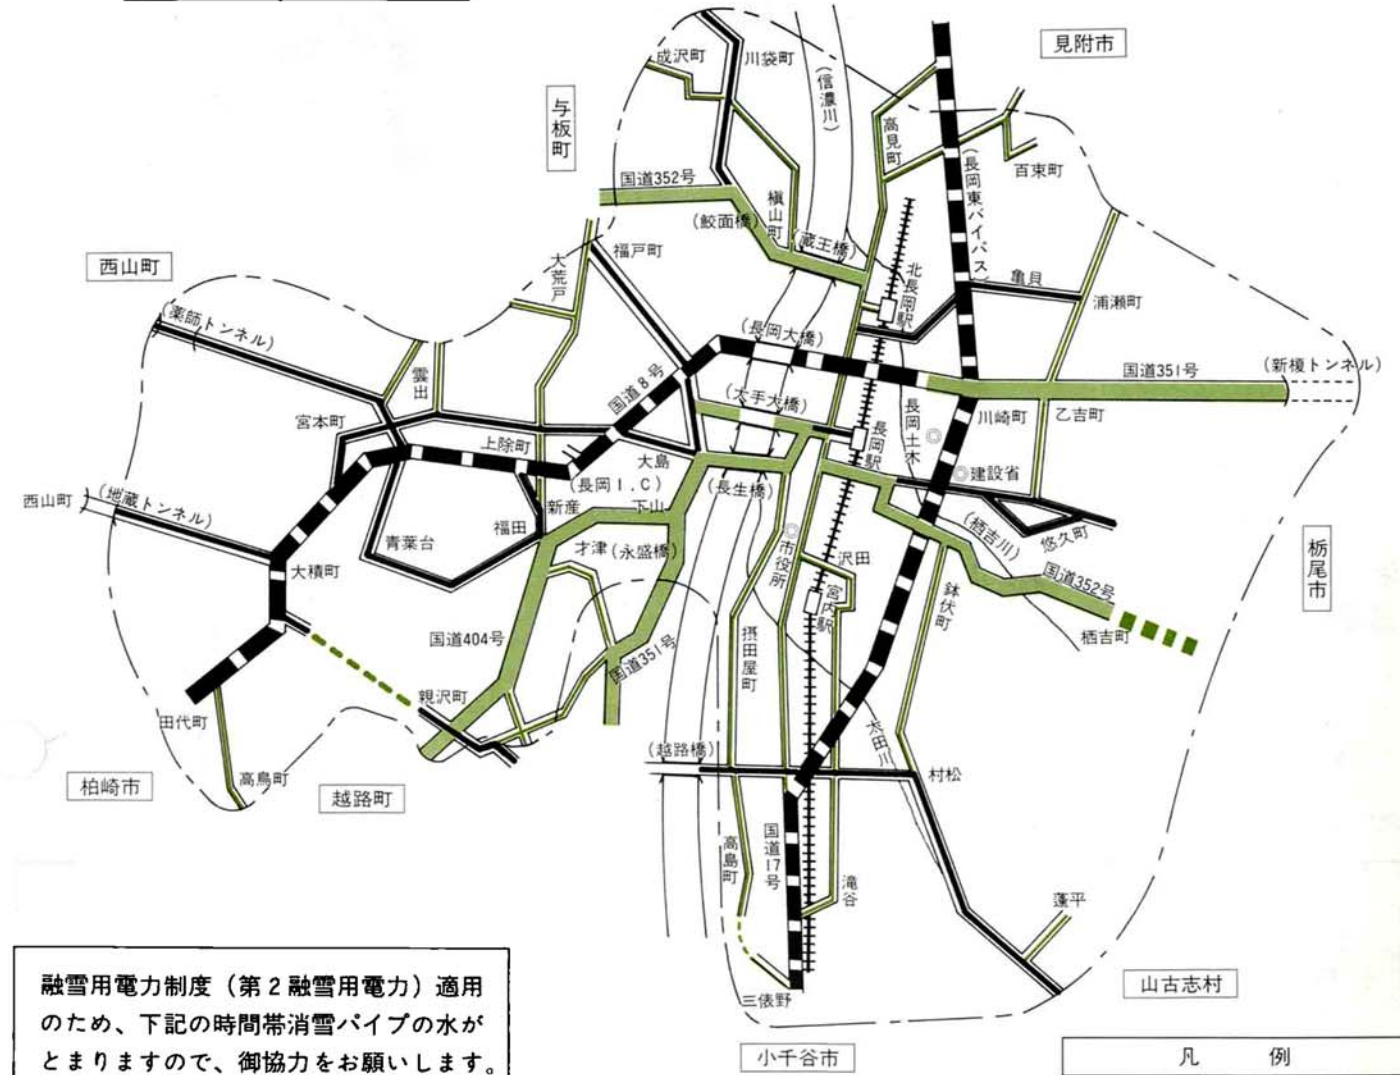 見附市
成沢町
川袋町
(信濃川)
与板町
高見町
(長岡東バイパス)
百束町
国道352号
(鮫面橋)
槇山町
(蔵王橋)
福戸町
大荒戸
西山町
北長岡駅
亀貝
浦瀬町
(薬師トンネル)
(長岡大橋)
国道351号
(新榎トンネル)
雲出
国道8号
(大手大橋)
宮本町
川崎町
乙吉町
長岡土木
長岡駅
上除町
大島
建設省
(長岡I.C)
(長生橋)
西山町
(地蔵トンネル)
新産
下山
福田
(栖吉川)
悠久町
青葉台
才津
(永盛橋)
市役所
沢田
栃尾市
大積町
宮内駅
国道352号
鉢伏町
栖吉町
国道404号
国道351号
摂田屋町
親沢町
田代町
太田川
(越路橋)
村松
高鳥町
柏崎市
越路町
高島町
国道17号
滝谷
蓬平
三俵野
山古志村
小千谷市
融雪用電力制度（第2融雪用電力）適用
のため、下記の時間帯消雪パイプの水が
とまりますので、御協力をお願いします。
凡例